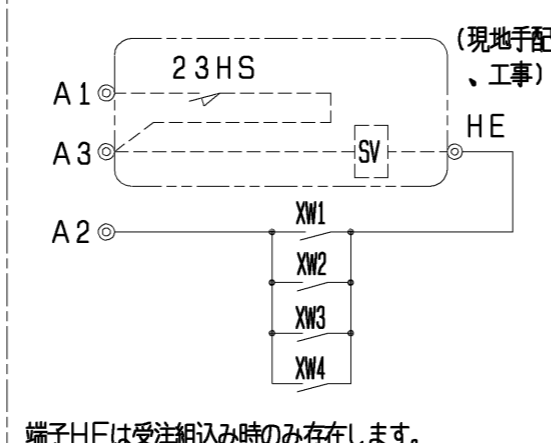 (現地手配
、工事)
23HS
A1
HE
A3
SV
A2
XW1
XW2
XW3
XW4
端子HEは受注組込み時のみ存在します。